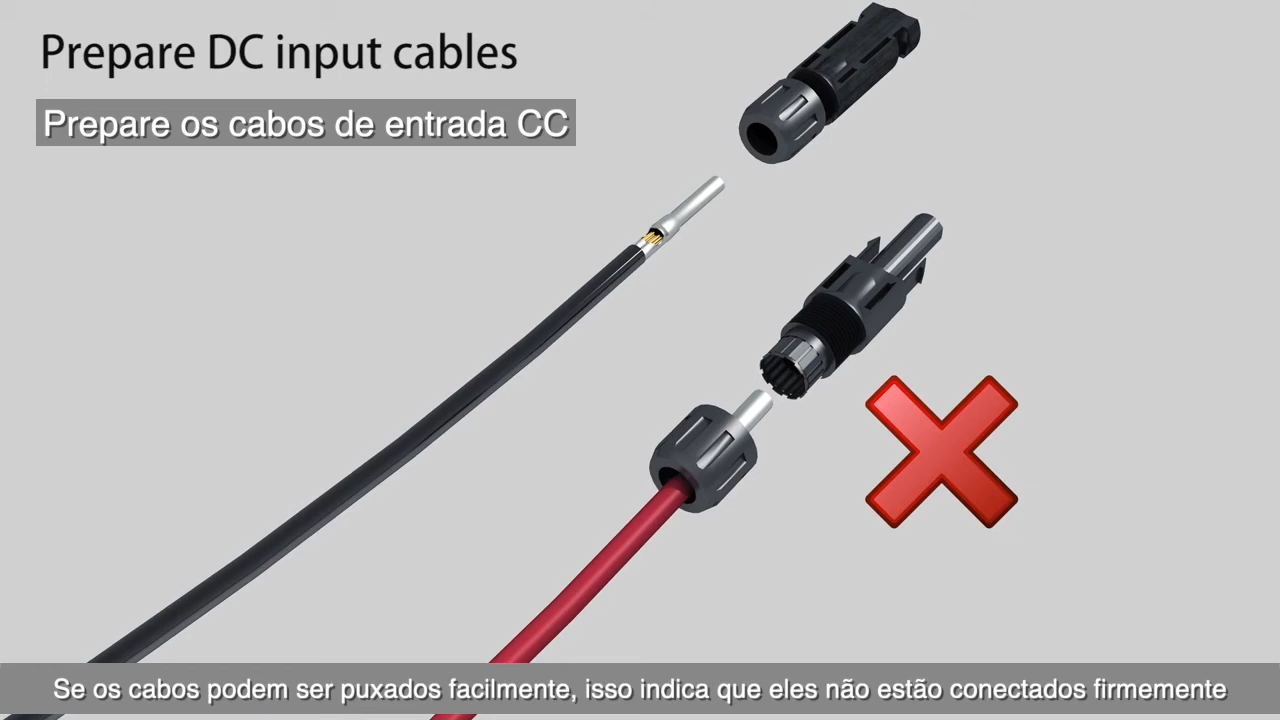 Prepare DC input cables
Prepare os cabos de entrada CC
Se os cabos podem ser puxados facilmente, isso indica que eles não estão conectados firmemente